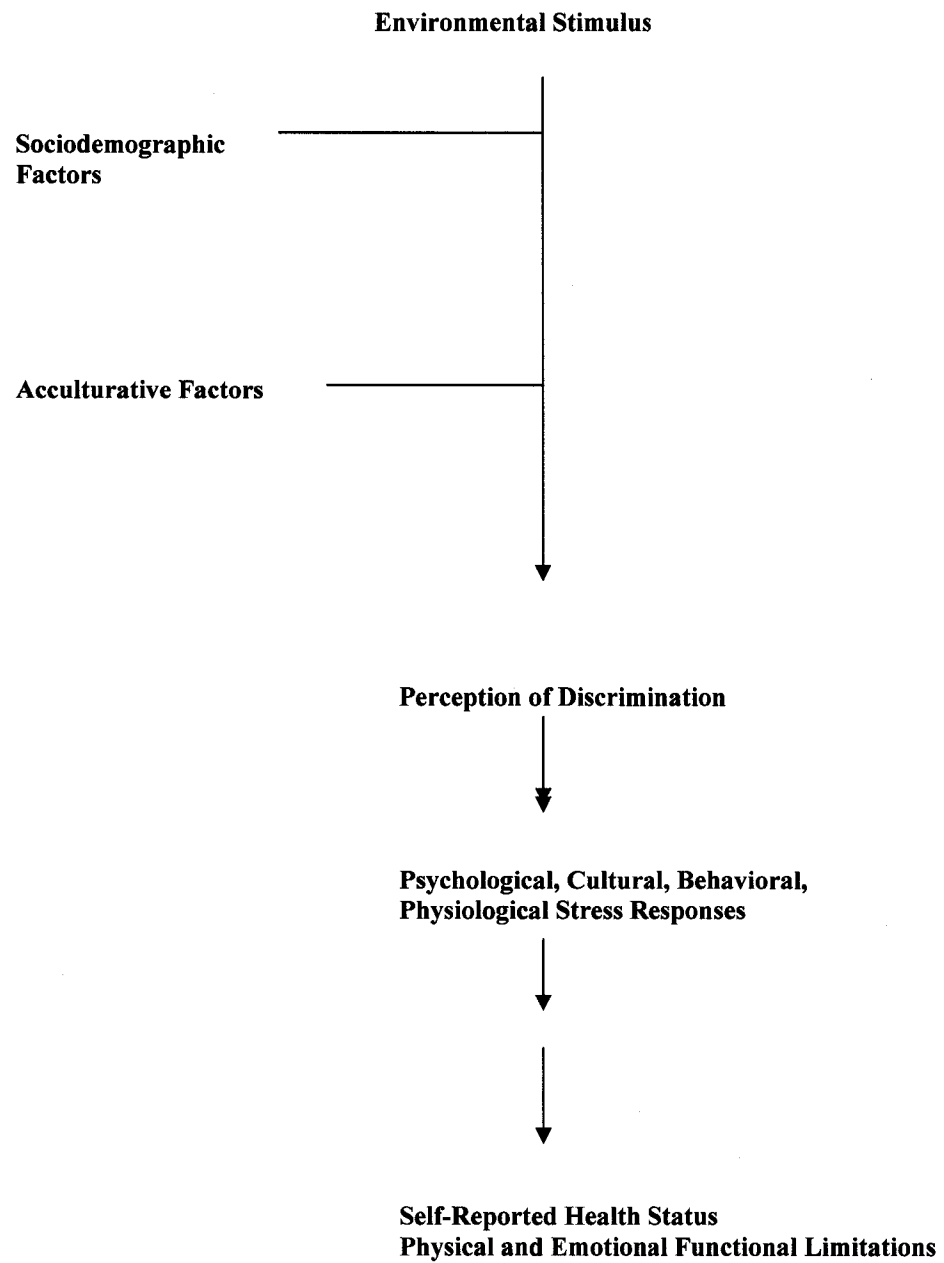 Environmental Stimulus
Sociodemographic
Factors
Acculturative Factors
Perception of Discrimination
Psychological, Cultural, Behavioral,
Physiological Stress Responses
Self-Reported Health Status
Physical and Emotional Functional Limitations